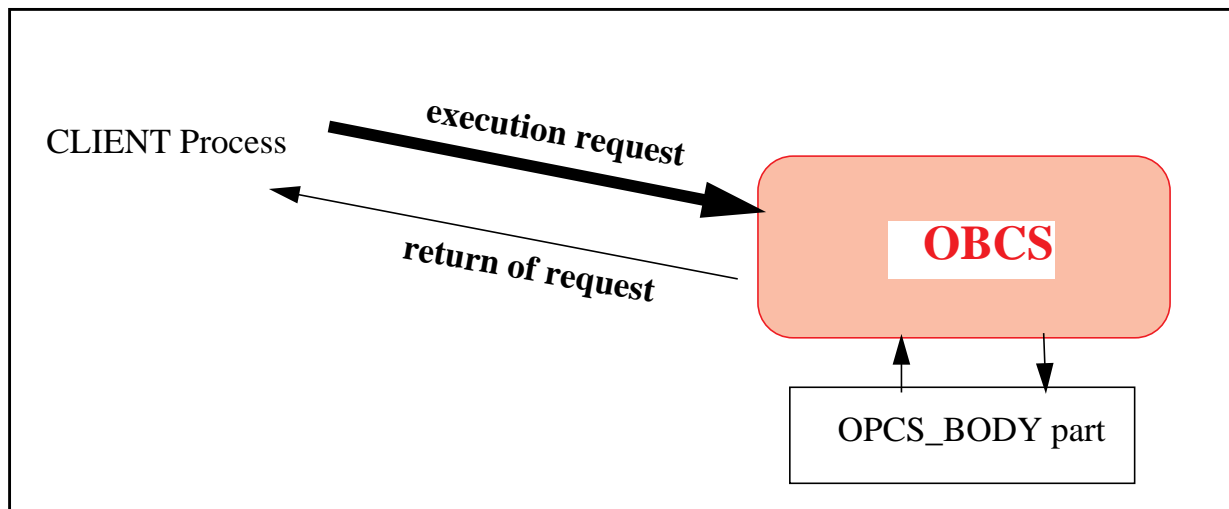 execution request
CLIENT Process
OBCS
return of request
OPCS_BODY part